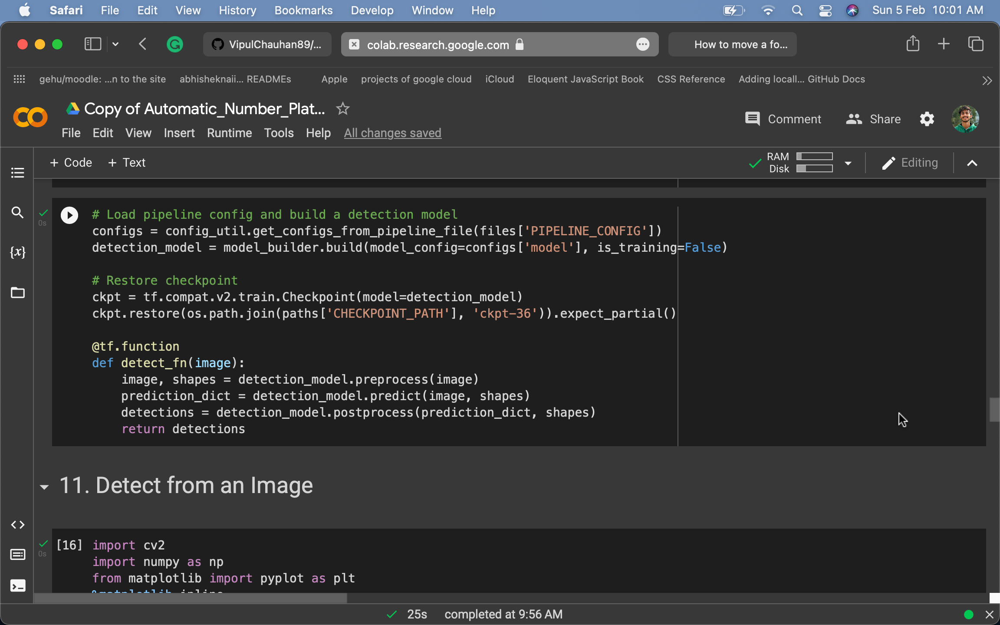 Safari File Edit View History Bookmarks Develop Window Help Sun 5 Feb 10:01 AM
VipulChauhan89/... colab.research.google.com How to move a fo...
gehu/moodle: ...n to the site abhisheknaii... READMEs Apple projects of google cloud iCloud Eloquent JavaScript Book CSS Reference Adding locall... GitHub Docs
Copy of Automatic_Number_Plat...
File Edit View Insert Runtime Tools Help All changes saved
Comment Share
+ Code + Text
RAM
Disk
Editing
0s
# Load pipeline config and build a detection model
configs = config_util.get_configs_from_pipeline_file(files['PIPELINE_CONFIG'])
detection_model = model_builder.build(model_config=configs['model'], is_training=False)
# Restore checkpoint
ckpt = tf.compat.v2.train.Checkpoint(model=detection_model)
ckpt.restore(os.path.join(paths['CHECKPOINT_PATH'], 'ckpt-36')).expect_partial()
@tf.function
def detect_fn(image):
    image, shapes = detection_model.preprocess(image)
    prediction_dict = detection_model.predict(image, shapes)
    detections = detection_model.postprocess(prediction_dict, shapes)
    return detections
11. Detect from an Image
0s
[16] import cv2
import numpy as np
from matplotlib import pyplot as plt
%matplotlib inline
25s completed at 9:56 AM